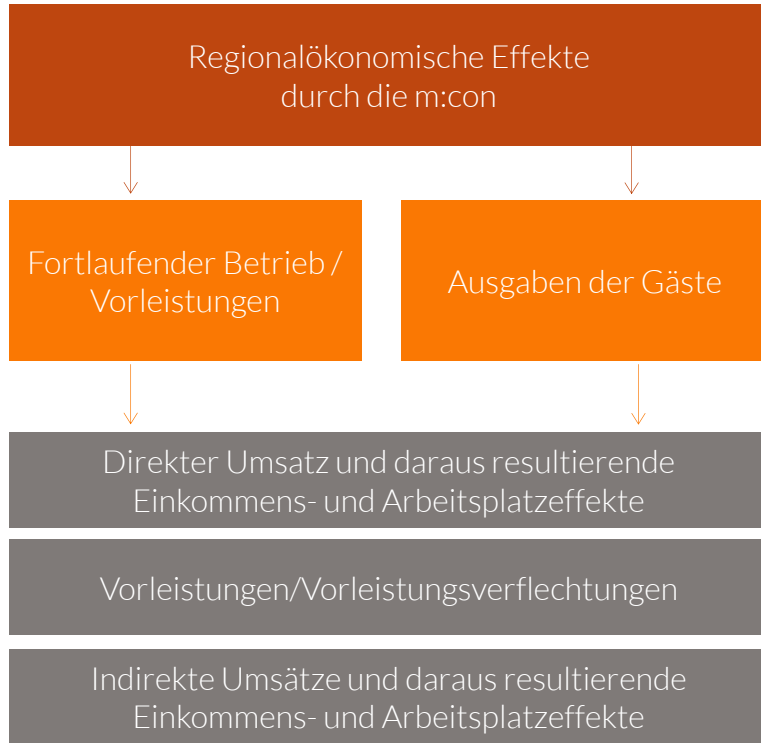 Regionalökonomische Effekte
durch die m:con
Fortlaufender Betrieb /
Vorleistungen
Ausgaben der Gäste
Direkter Umsatz und daraus resultierende
Einkommens- und Arbeitsplatzeffekte
Vorleistungen/Vorleistungsverflechtungen
Indirekte Umsätze und daraus resultierende
Einkommens- und Arbeitsplatzeffekte